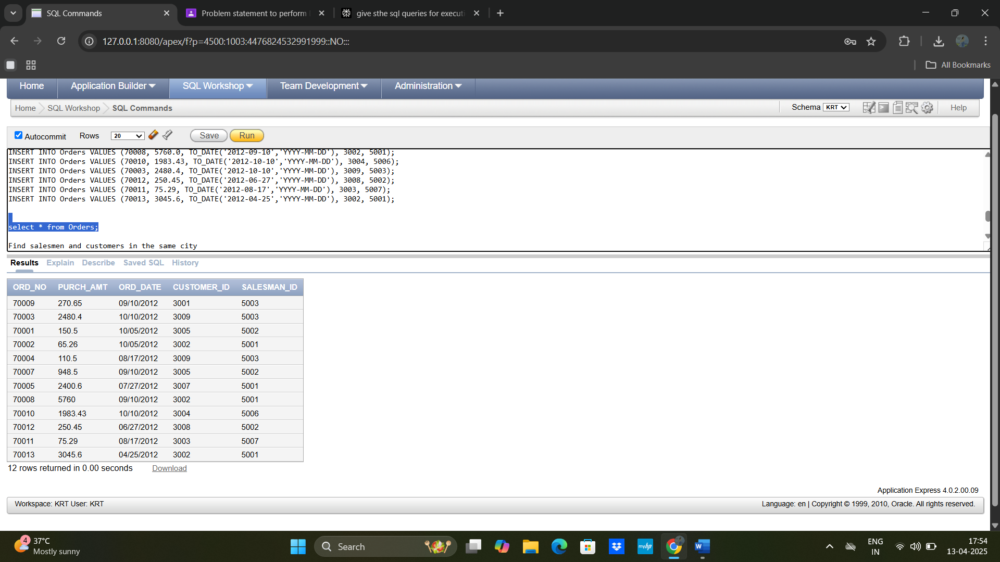 SQL Commands
Problem statement to perform
give sthe sql queries for executi
127.0.0.1:8080/apex/f?p=4500:1003:4476824532991999::NO:::
All Bookmarks
Home Application Builder SQL Workshop Team Development Administration
Home SQL Workshop SQL Commands Schema KRT Help
Autocommit Rows 20 Save Run
INSERT INTO Orders VALUES (70008, 5760.0, TO_DATE('2012-09-10','YYYY-MM-DD'), 3002, 5001);
INSERT INTO Orders VALUES (70010, 1983.43, TO_DATE('2012-10-10','YYYY-MM-DD'), 3004, 5006);
INSERT INTO Orders VALUES (70003, 2480.4, TO_DATE('2012-10-10','YYYY-MM-DD'), 3009, 5003);
INSERT INTO Orders VALUES (70012, 250.45, TO_DATE('2012-06-27','YYYY-MM-DD'), 3008, 5002);
INSERT INTO Orders VALUES (70011, 75.29, TO_DATE('2012-08-17','YYYY-MM-DD'), 3003, 5007);
INSERT INTO Orders VALUES (70013, 3045.6, TO_DATE('2012-04-25','YYYY-MM-DD'), 3002, 5001);
select * from Orders;
Find salesmen and customers in the same city
Results Explain Describe Saved SQL History
ORD_NO PURCH_AMT ORD_DATE CUSTOMER_ID SALESMAN_ID
70009 270.65 09/10/2012 3001 5003
70003 2480.4 10/10/2012 3009 5003
70001 150.5 10/05/2012 3005 5002
70002 65.26 10/05/2012 3002 5001
70004 110.5 08/17/2012 3009 5003
70007 948.5 09/10/2012 3005 5002
70005 2400.6 07/27/2012 3007 5001
70008 5760 09/10/2012 3002 5001
70010 1983.43 10/10/2012 3004 5006
70012 250.45 06/27/2012 3008 5002
70011 75.29 08/17/2012 3003 5007
70013 3045.6 04/25/2012 3002 5001
12 rows returned in 0.00 seconds Download
Application Express 4.0.2.00.09
Workspace: KRT User: KRT Language: en | Copyright © 1999, 2010, Oracle. All rights reserved.
4
37°C
Mostly sunny
Search
myhp
W
ENG
IN
17:54
13-04-2025